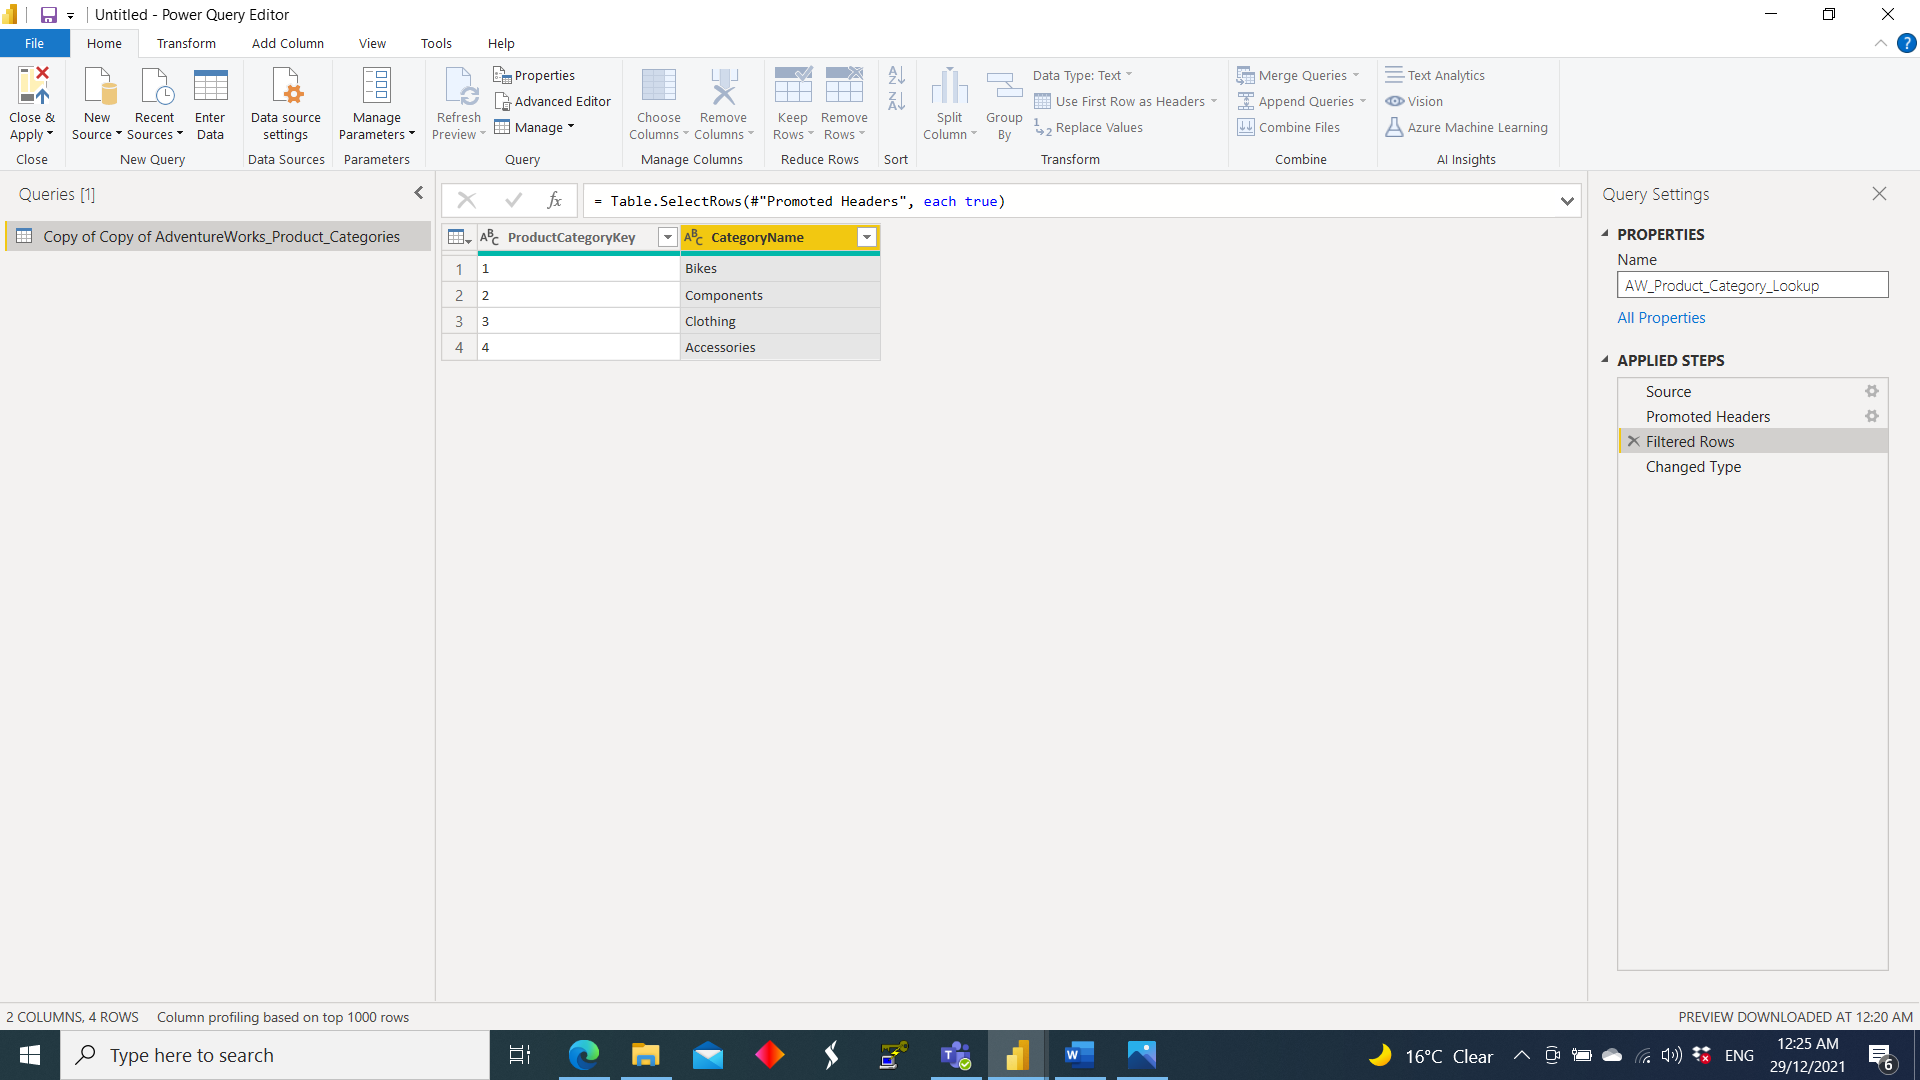 Untitled - Power Query Editor
File Home Transform Add Column View Tools Help ?
Close & Apply
New Source
Recent Sources
Enter Data
Data source settings
Manage Parameters
Refresh Preview
Properties
Advanced Editor
Manage
Choose Columns
Remove Columns
Keep Rows
Remove Rows
Split Column
Group By
Data Type: Text
Use First Row as Headers
Replace Values
Merge Queries
Append Queries
Combine Files
Text Analytics
Vision
Azure Machine Learning
Close New Query Data Sources Parameters Query Manage Columns Reduce Rows Sort Transform Combine AI Insights
Queries [1]
Copy of Copy of AdventureWorks_Product_Categories
fx = Table.SelectRows(#"Promoted Headers", each true)
ABC ProductCategoryKey ABC CategoryName
1 1 Bikes
2 2 Components
3 3 Clothing
4 4 Accessories
Query Settings
PROPERTIES
Name
AW_Product_Category_Lookup
All Properties
APPLIED STEPS
Source
Promoted Headers
Filtered Rows
Changed Type
2 COLUMNS, 4 ROWS Column profiling based on top 1000 rows PREVIEW DOWNLOADED AT 12:20 AM
Type here to search
16°C Clear
ENG
12:25 AM
29/12/2021
6